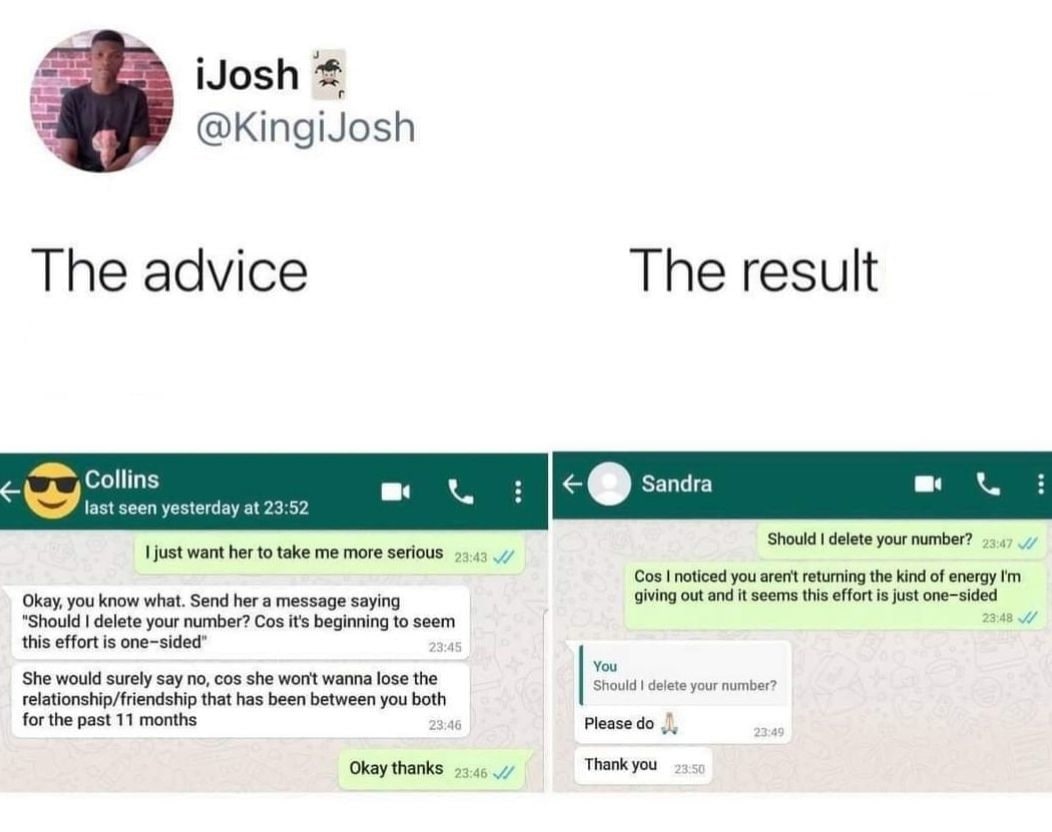 iJosh
@KingiJosh
The advice
The result
Collins
last seen yesterday at 23:52
I just want her to take me more serious 23:43
Okay, you know what. Send her a message saying
"Should I delete your number? Cos it's beginning to seem
this effort is one-sided"
23:45
She would surely say no, cos she won't wanna lose the
relationship/friendship that has been between you both
for the past 11 months
23:46
Okay thanks 23:46
Sandra
Should I delete your number? 23:47
Cos I noticed you aren't returning the kind of energy I'm
giving out and it seems this effort is just one-sided
23:48
You
Should I delete your number?
Please do 🙏🏼
23:49
Thank you 23:50